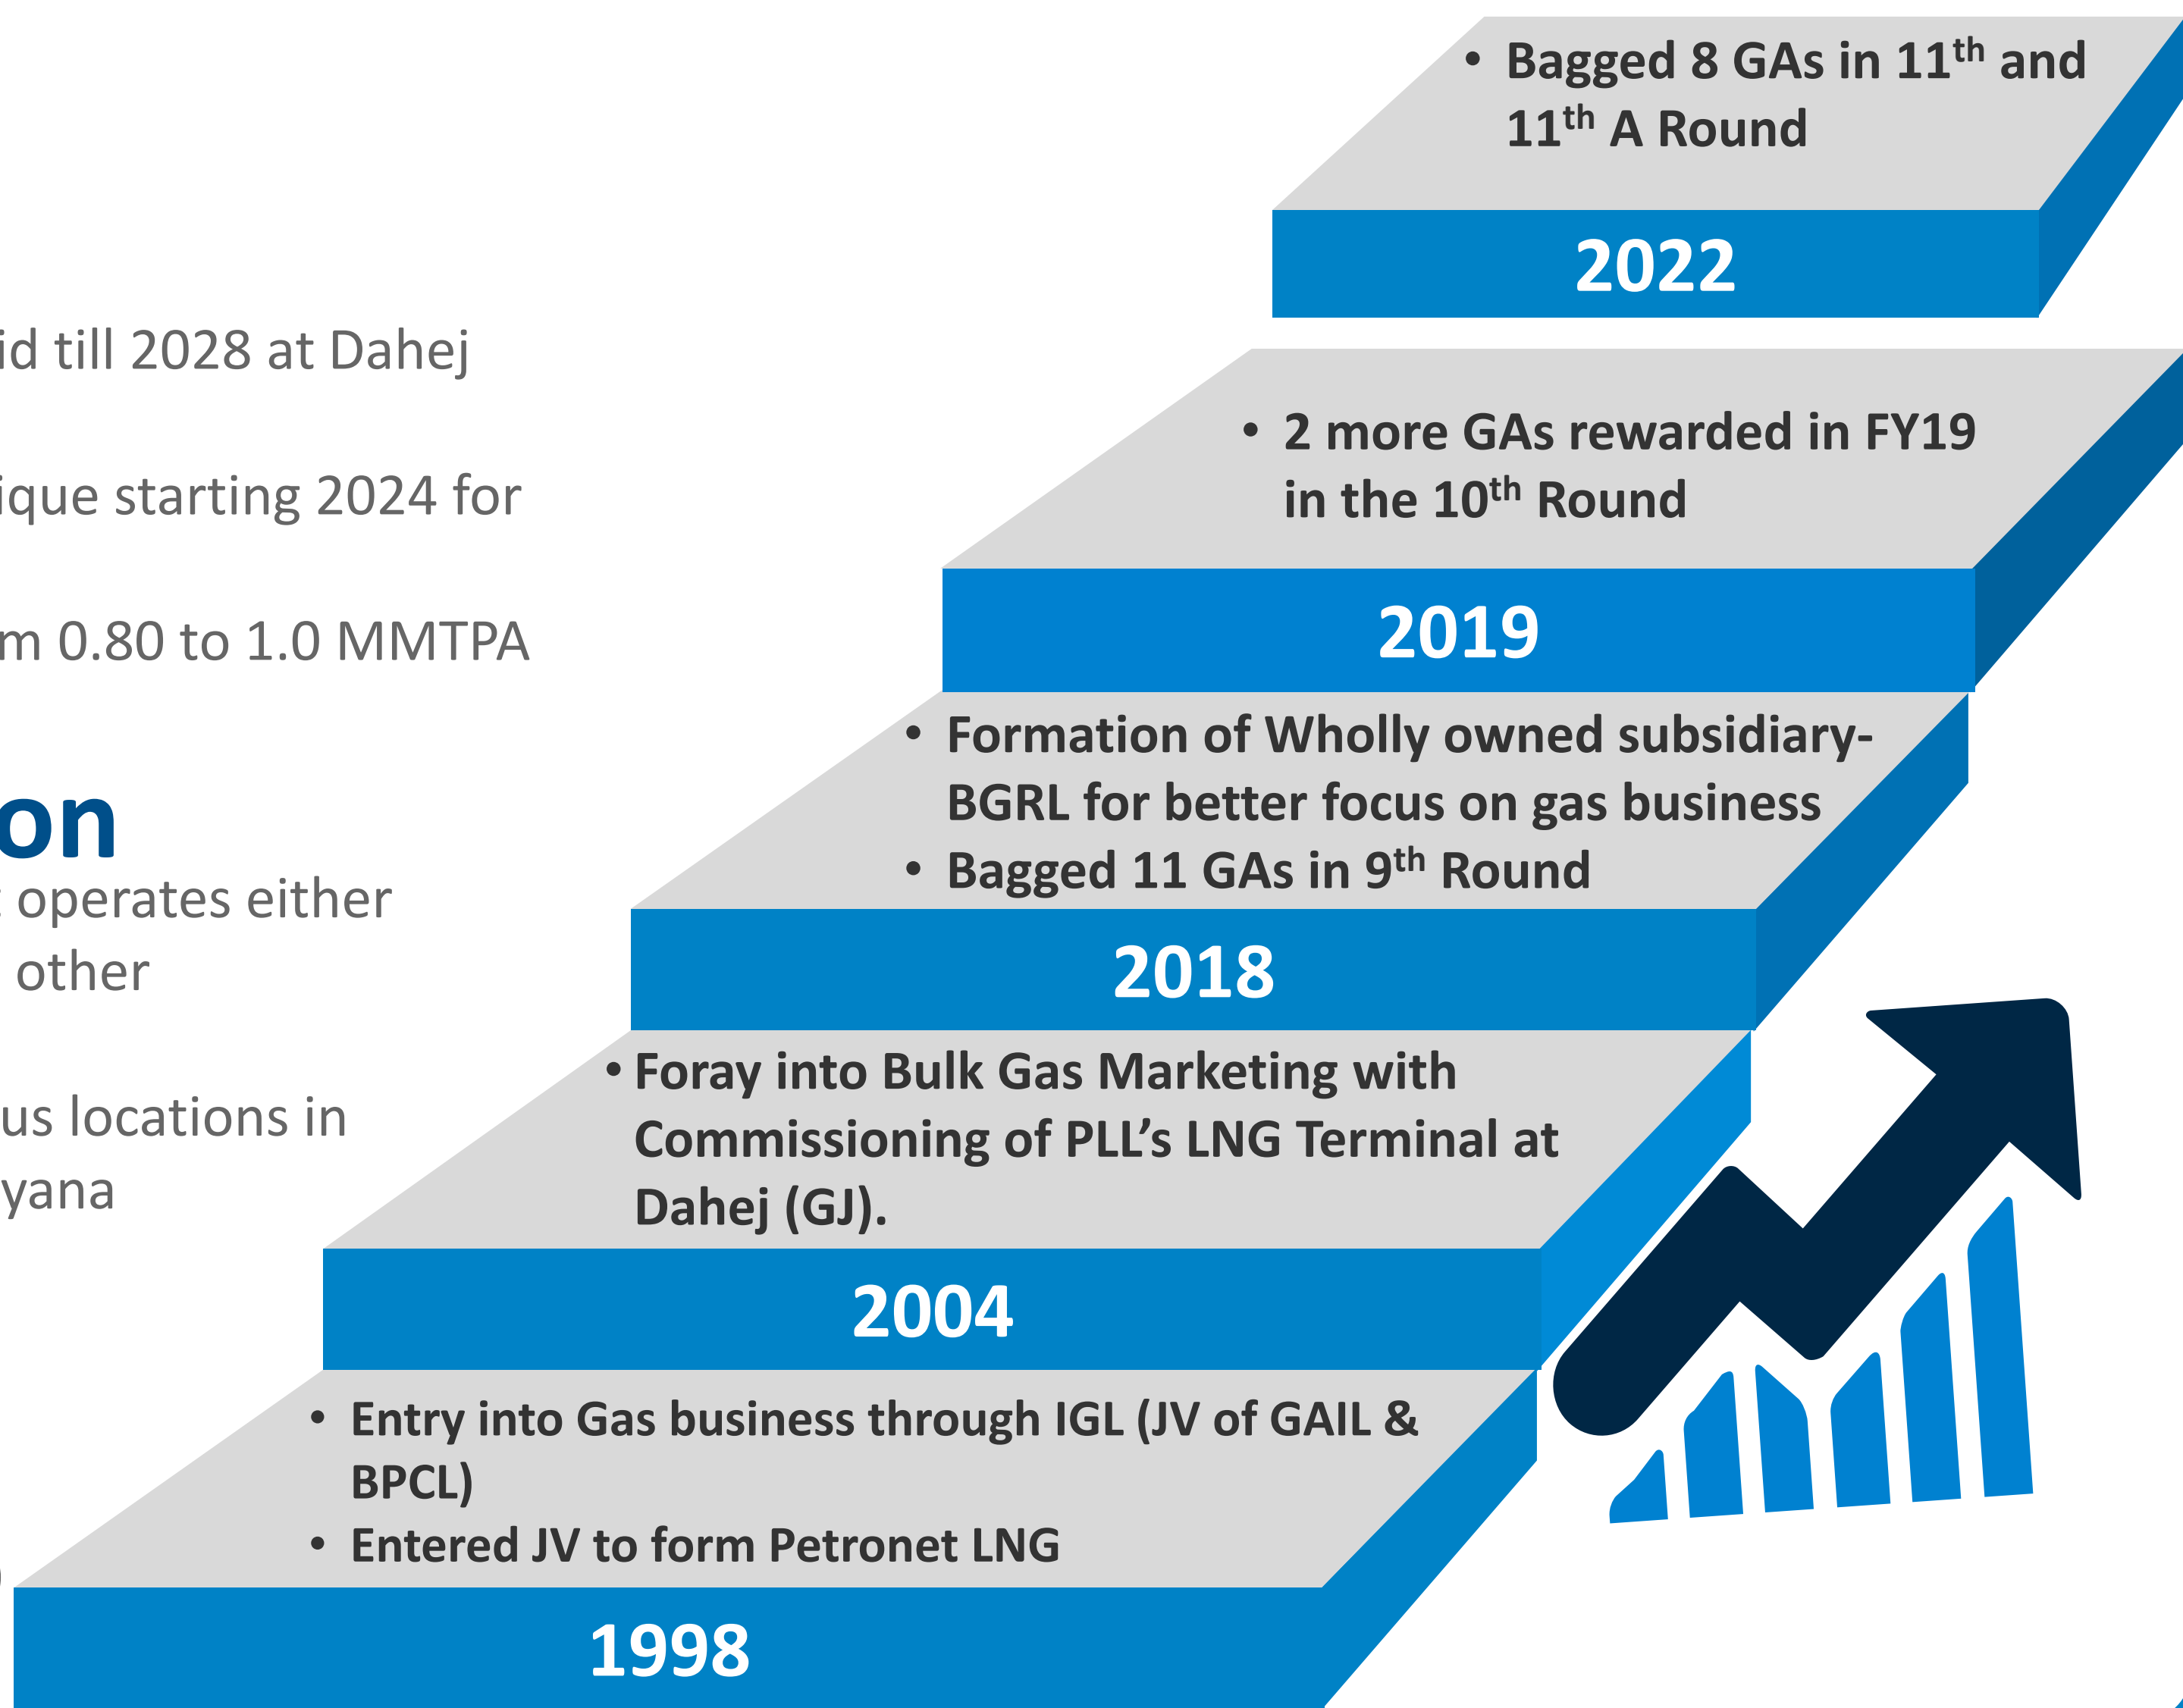 id till 2028 at Dahej
ique starting 2024 for
m 0.80 to 1.0 MMTPA
on
operates either
other
us locations in
yana
• Bagged 8 GAs in 11th and
11th A Round
2022
• 2 more GAs rewarded in FY19
in the 10th Round
2019
• Formation of Wholly owned subsidiary-
BGRL for better focus on gas business
• Bagged 11 GAs in 9th Round
2018
• Foray into Bulk Gas Marketing with
Commissioning of PLL's LNG Terminal at
Dahej (GJ).
2004
• Entry into Gas business through IGL (JV of GAIL &
BPCL)
• Entered JV to form Petronet LNG
1998